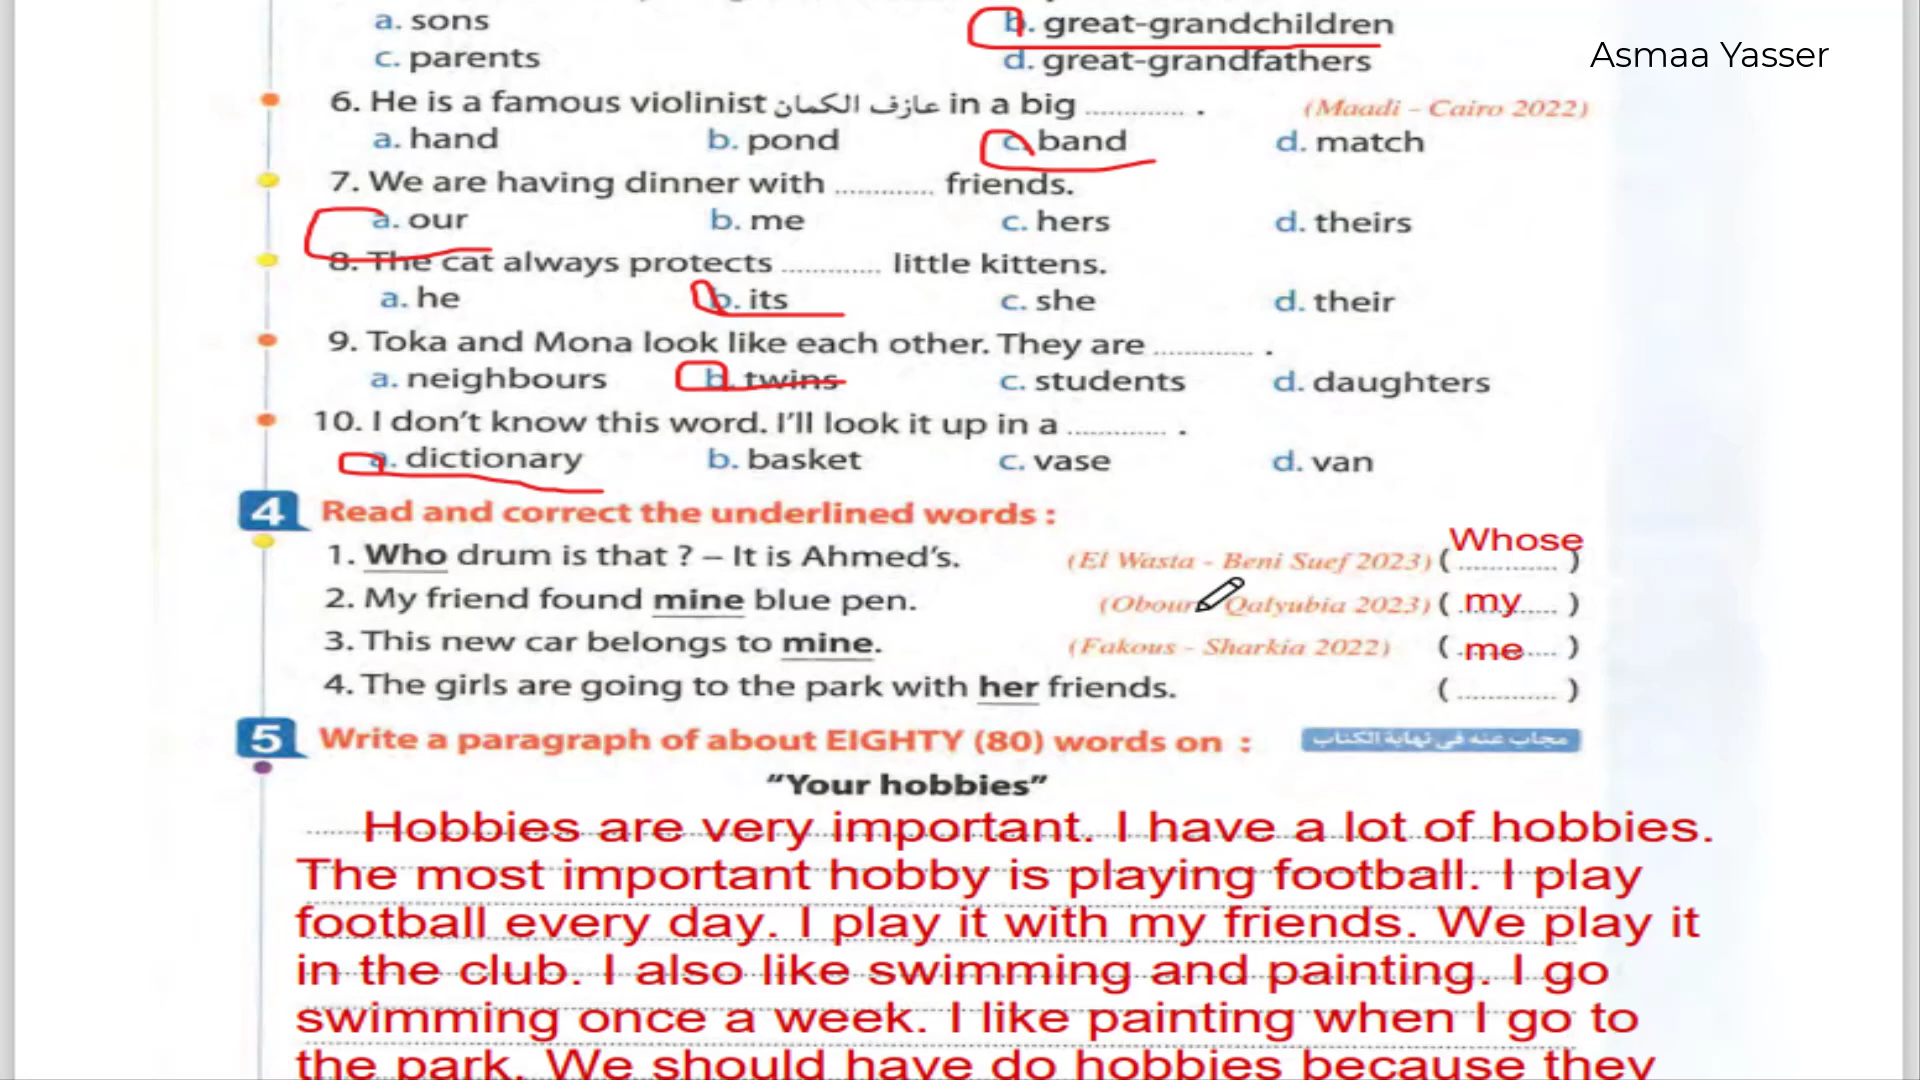 a. sons b. great-grandchildren
Asmaa Yasser
c. parents d. great-grandfathers
6. He is a famous violinist عازف الكمان in a big ............ . (Maadi - Cairo 2022)
a. hand b. pond c. band d. match
7. We are having dinner with ............ friends.
a. our b. me c. hers d. theirs
8. The cat always protects ............ little kittens.
a. he b. its c. she d. their
9. Toka and Mona look like each other. They are ............ .
a. neighbours b. twins c. students d. daughters
10. I don't know this word. I'll look it up in a ............ .
a. dictionary b. basket c. vase d. van
4 Read and correct the underlined words :
1. Who drum is that ? – It is Ahmed's. (El Wasta - Beni Suef 2023) (Whose)
2. My friend found mine blue pen. (Obour - Qalyubia 2023) (my)
3. This new car belongs to mine. (Fakous - Sharkia 2022) (me)
4. The girls are going to the park with her friends. (............)
5 Write a paragraph of about EIGHTY (80) words on : مجاب عنه في نهاية الكتاب
"Your hobbies"
Hobbies are very important. I have a lot of hobbies.
The most important hobby is playing football. I play
football every day. I play it with my friends. We play it
in the club. I also like swimming and painting. I go
swimming once a week. I like painting when I go to
the park. We should have do hobbies because they